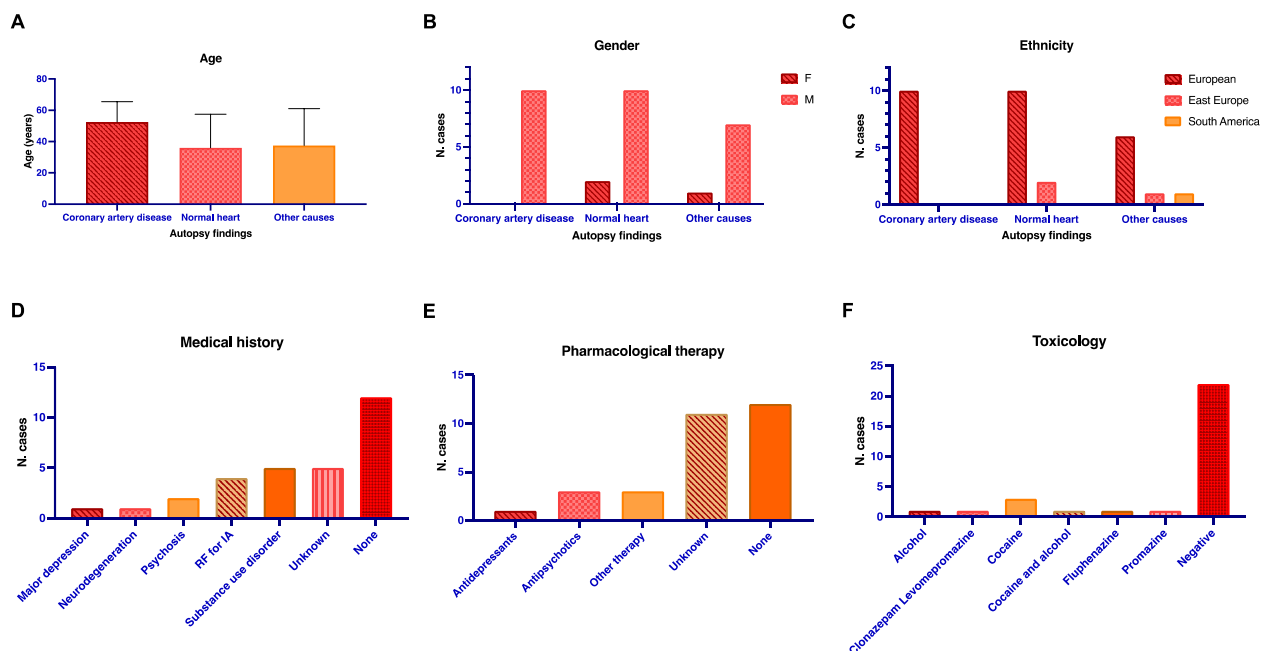 A
Age
Age (years)
80
60
40
20
0
Coronary artery disease
Normal heart
Other causes
Autopsy findings
B
Gender
N. cases
10
5
0
Coronary artery disease
Normal heart
Other causes
Autopsy findings
F
M
C
Ethnicity
N. cases
10
5
0
Coronary artery disease
Normal heart
Other causes
Autopsy findings
European
East Europe
South America
D
Medical history
N. cases
15
10
5
0
Major depression
Neurodegeneration
Psychosis
RF for IA
Substance use disorder
Unknown
None
E
Pharmacological therapy
N. cases
15
10
5
0
Antidepressants
Antipsychotics
Other therapy
Unknown
None
F
Toxicology
N. cases
25
20
15
10
5
0
Alcohol
Clonazepam Levomepromazine
Cocaine
Cocaine and alcohol
Fluphenazine
Promazine
Negative